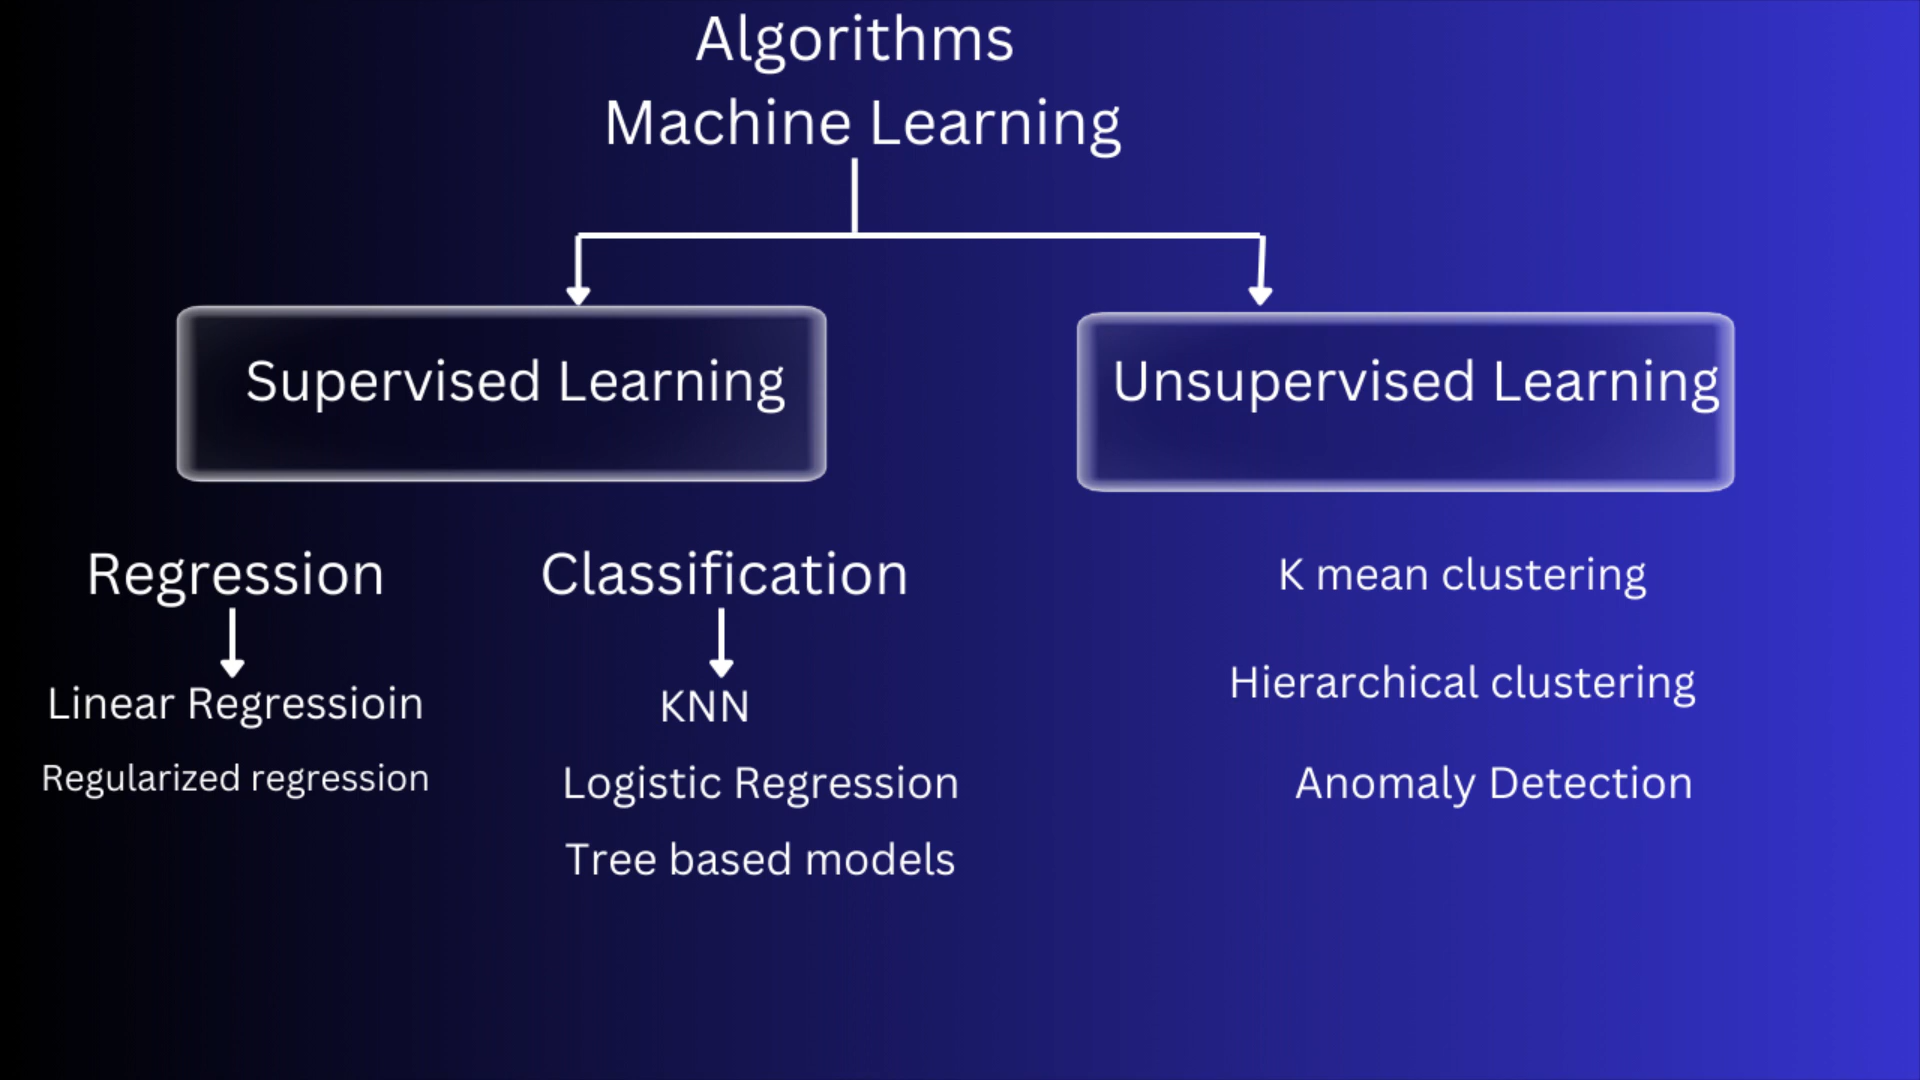 Algorithms
Machine Learning
Supervised Learning
Unsupervised Learning
Regression
Linear Regressioin
Regularized regression
Classification
KNN
Logistic Regression
Tree based models
K mean clustering
Hierarchical clustering
Anomaly Detection